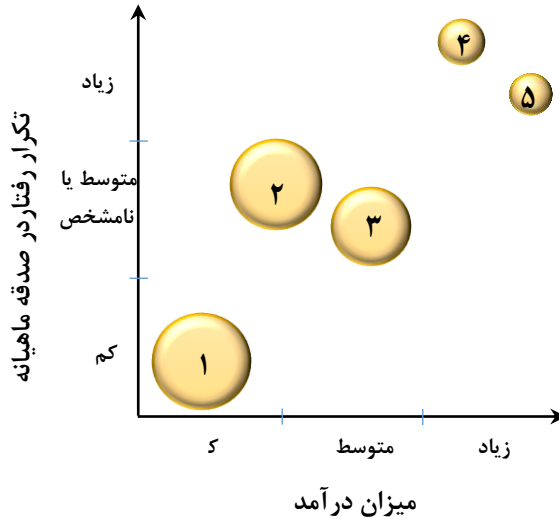 ۴
زیاد
۵
متوسط یا
نامشخص
۲
۳
تکرار رفتاردر صدقه ماهیانه
کم
۱
ک
متوسط
زیاد
میزان درآمد